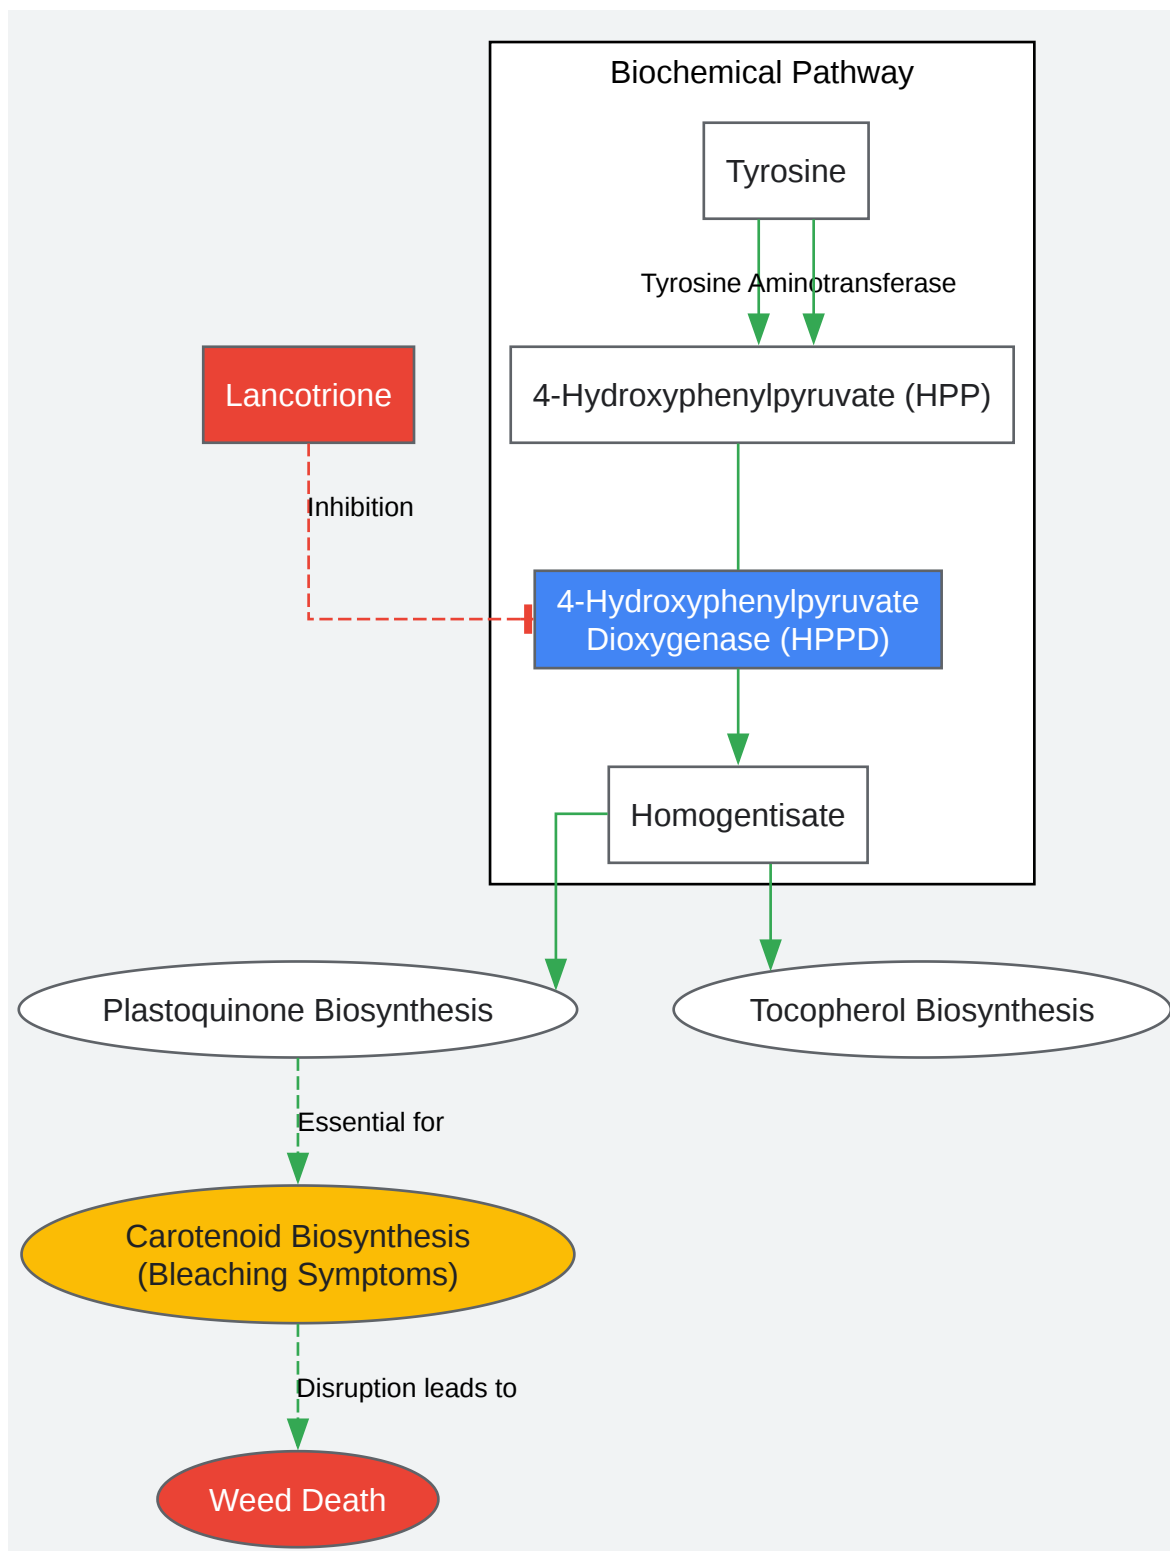 Biochemical Pathway
Tyrosine
Tyrosine Aminotransferase
Lancotrione
4-Hydroxyphenylpyruvate (HPP)
Inhibition
4-Hydroxyphenylpyruvate
Dioxygenase (HPPD)
Homogentisate
Plastoquinone Biosynthesis
Tocopherol Biosynthesis
Essential for
Carotenoid Biosynthesis
(Bleaching Symptoms)
Disruption leads to
Weed Death